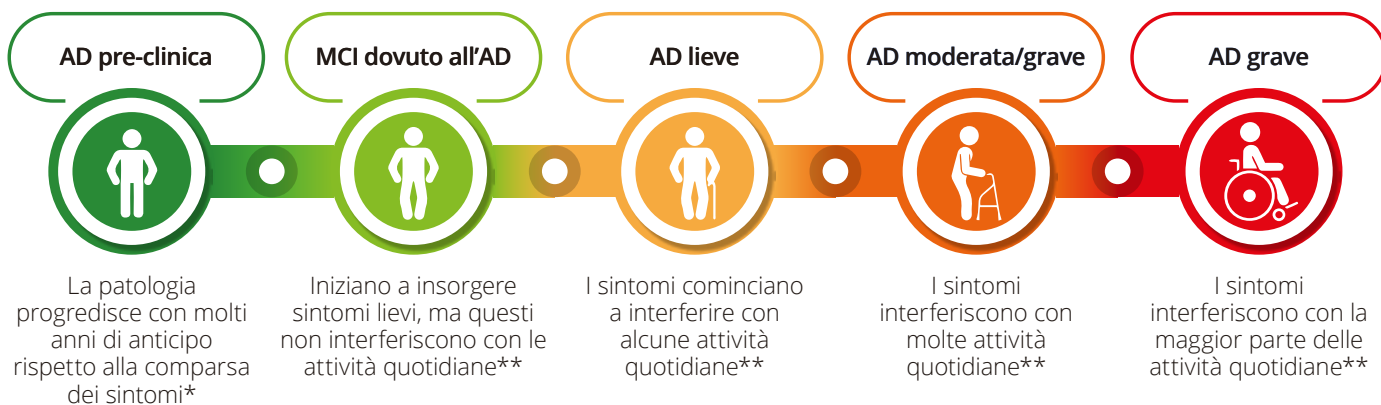 AD pre-clinica
MCI dovuto all'AD
AD lieve
AD moderata/grave
AD grave
La patologia
progredisce con molti
anni di anticipo
rispetto alla comparsa
dei sintomi*
Iniziano a insorgere
sintomi lievi, ma questi
non interferiscono con le
attività quotidiane**
I sintomi cominciano
a interferire con
alcune attività
quotidiane**
I sintomi
interferiscono con
molte attività
quotidiane**
I sintomi
interferiscono con la
maggior parte delle
attività quotidiane**